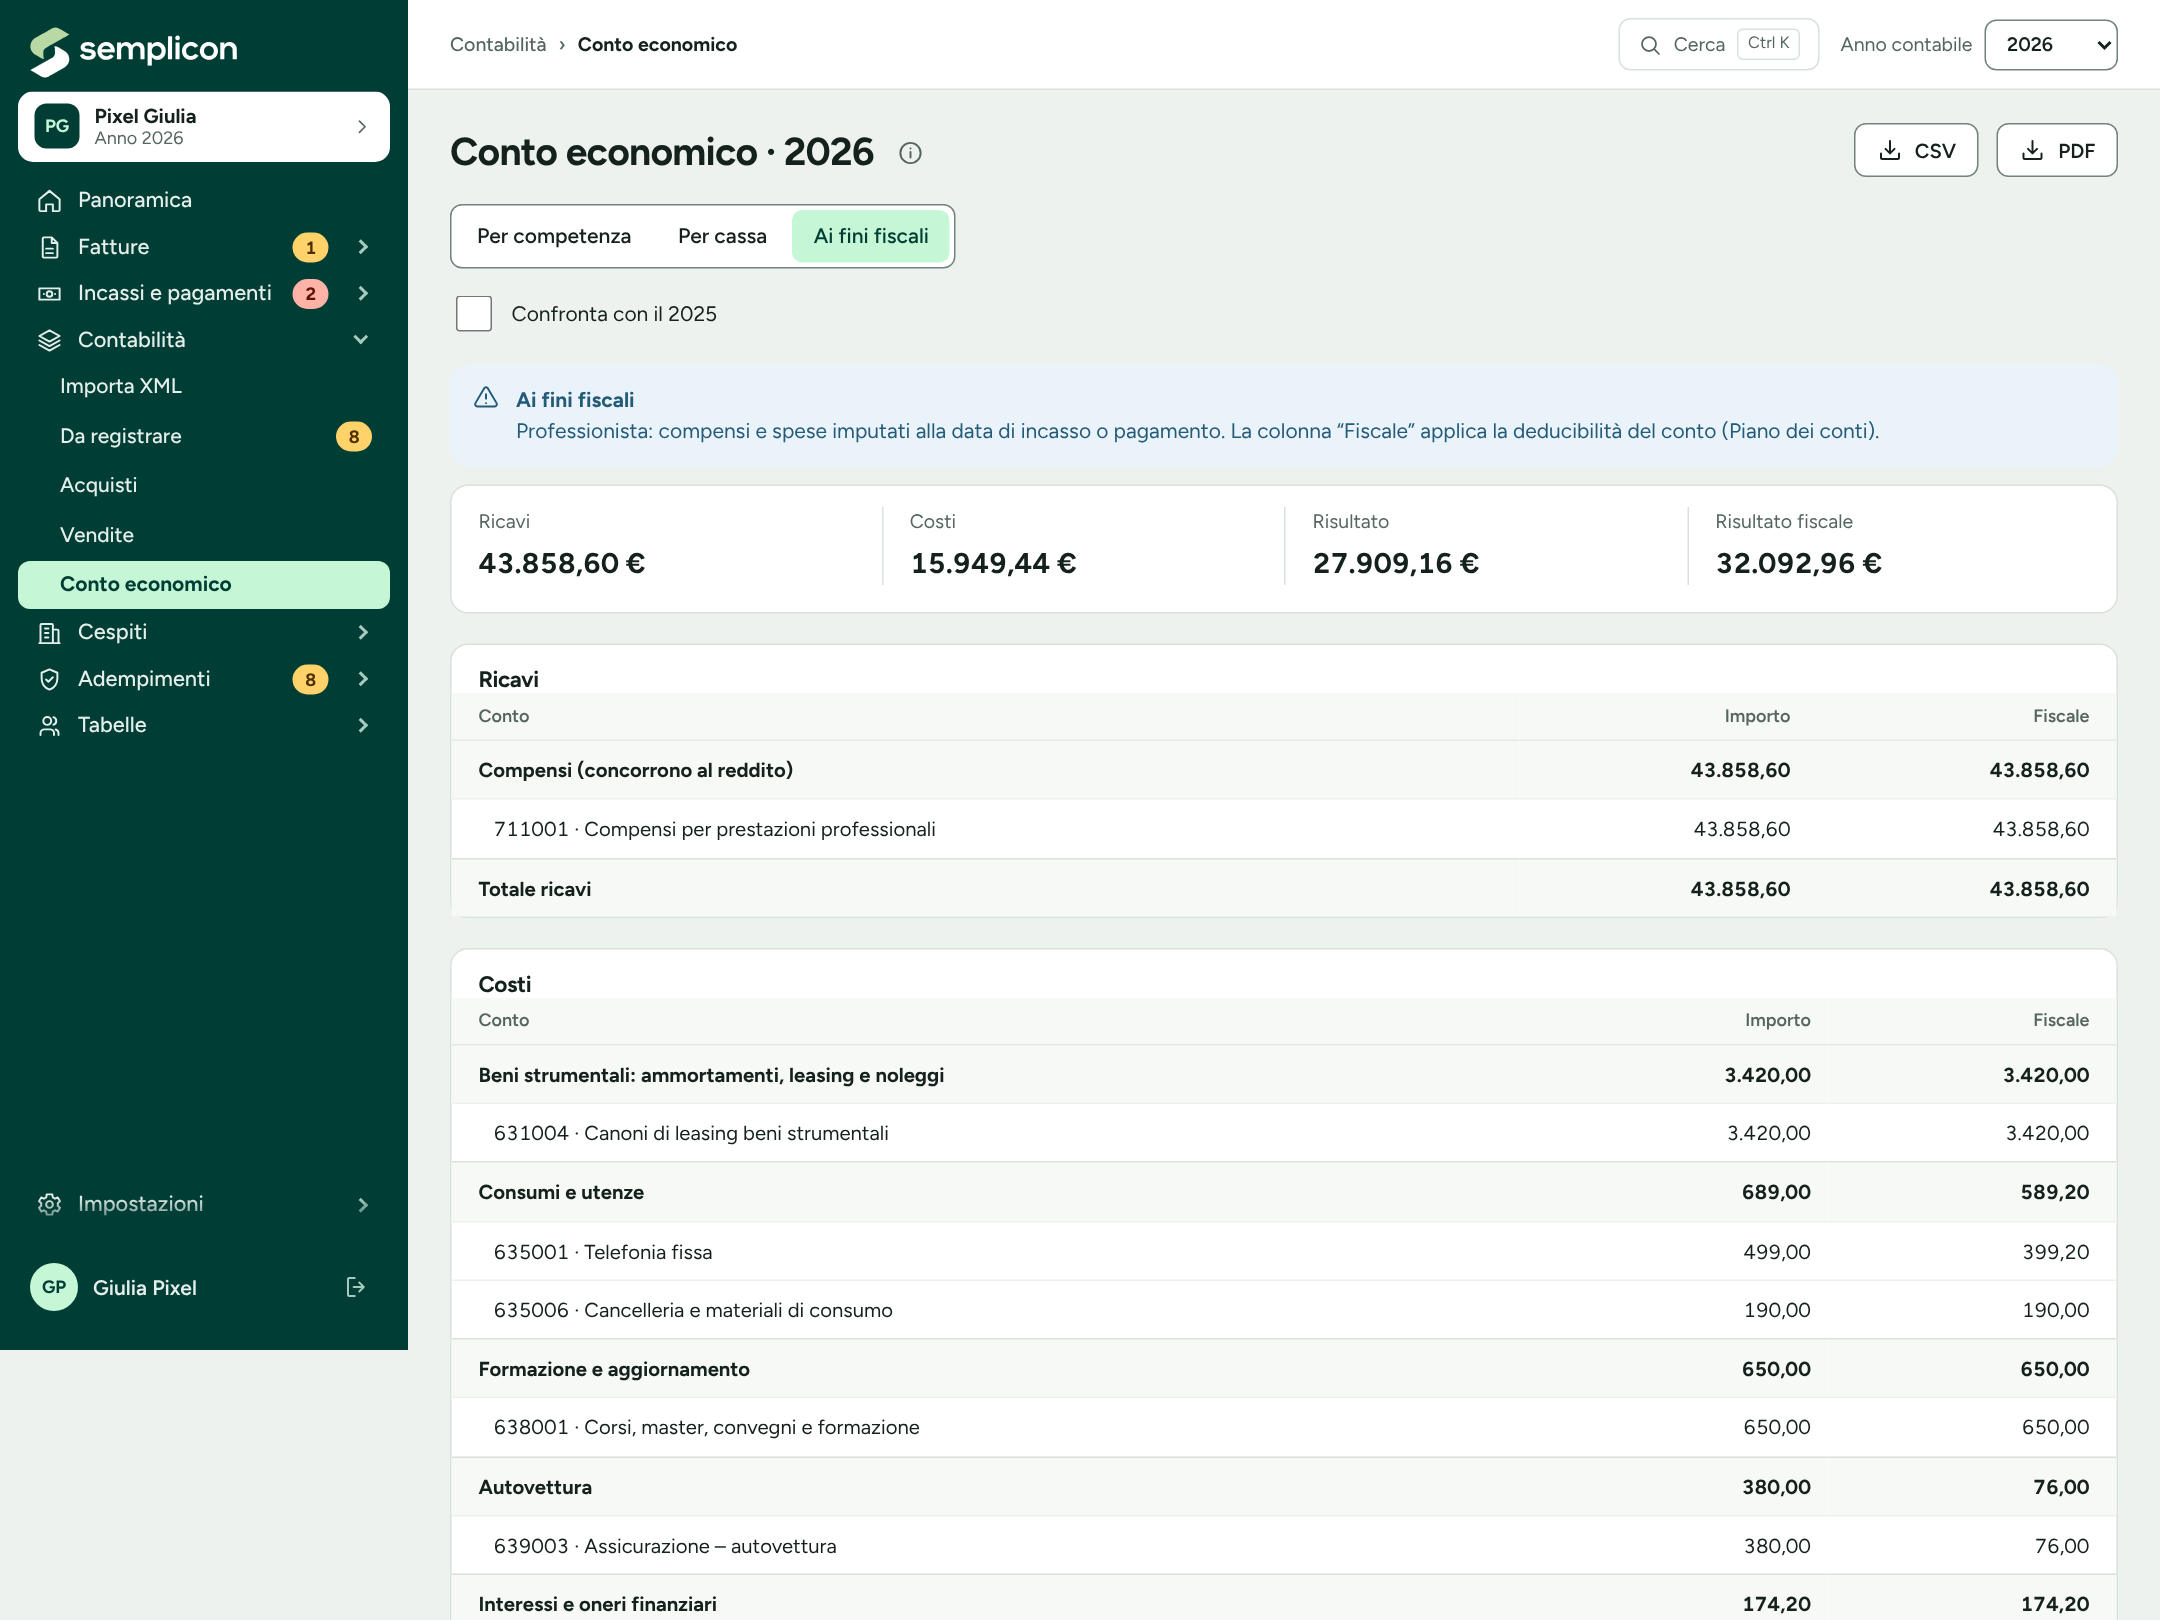 semplicon
PG
Pixel Giulia
Anno 2026
Panoramica
Fatture 1
Incassi e pagamenti 2
Contabilità
Importa XML
Da registrare 8
Acquisti
Vendite
Conto economico
Cespiti
Adempimenti 8
Tabelle
Impostazioni
GP Giulia Pixel
Contabilità › Conto economico
Cerca Ctrl K Anno contabile 2026
Conto economico · 2026
CSV PDF
Per competenza Per cassa Ai fini fiscali
Confronta con il 2025
Ai fini fiscali
Professionista: compensi e spese imputati alla data di incasso o pagamento. La colonna “Fiscale” applica la deducibilità del conto (Piano dei conti).
Ricavi Costi Risultato Risultato fiscale
43.858,60 € 15.949,44 € 27.909,16 € 32.092,96 €
Ricavi
Conto Importo Fiscale
Compensi (concorrono al reddito) 43.858,60 43.858,60
711001 · Compensi per prestazioni professionali 43.858,60 43.858,60
Totale ricavi 43.858,60 43.858,60
Costi
Conto Importo Fiscale
Beni strumentali: ammortamenti, leasing e noleggi 3.420,00 3.420,00
631004 · Canoni di leasing beni strumentali 3.420,00 3.420,00
Consumi e utenze 689,00 589,20
635001 · Telefonia fissa 499,00 399,20
635006 · Cancelleria e materiali di consumo 190,00 190,00
Formazione e aggiornamento 650,00 650,00
638001 · Corsi, master, convegni e formazione 650,00 650,00
Autovettura 380,00 76,00
639003 · Assicurazione – autovettura 380,00 76,00
Interessi e oneri finanziari 174,20 174,20